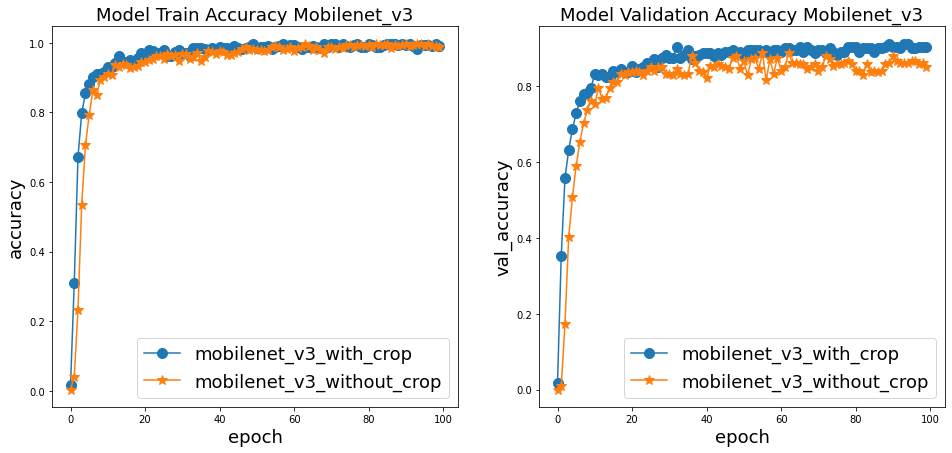 Model Train Accuracy Mobilenet_v3
1.0
0.8
0.6
0.4
0.2
0.0
accuracy
0 20 40 60 80 100
epoch
mobilenet_v3_with_crop
mobilenet_v3_without_crop
Model Validation Accuracy Mobilenet_v3
0.8
0.6
0.4
0.2
0.0
val_accuracy
0 20 40 60 80 100
epoch
mobilenet_v3_with_crop
mobilenet_v3_without_crop